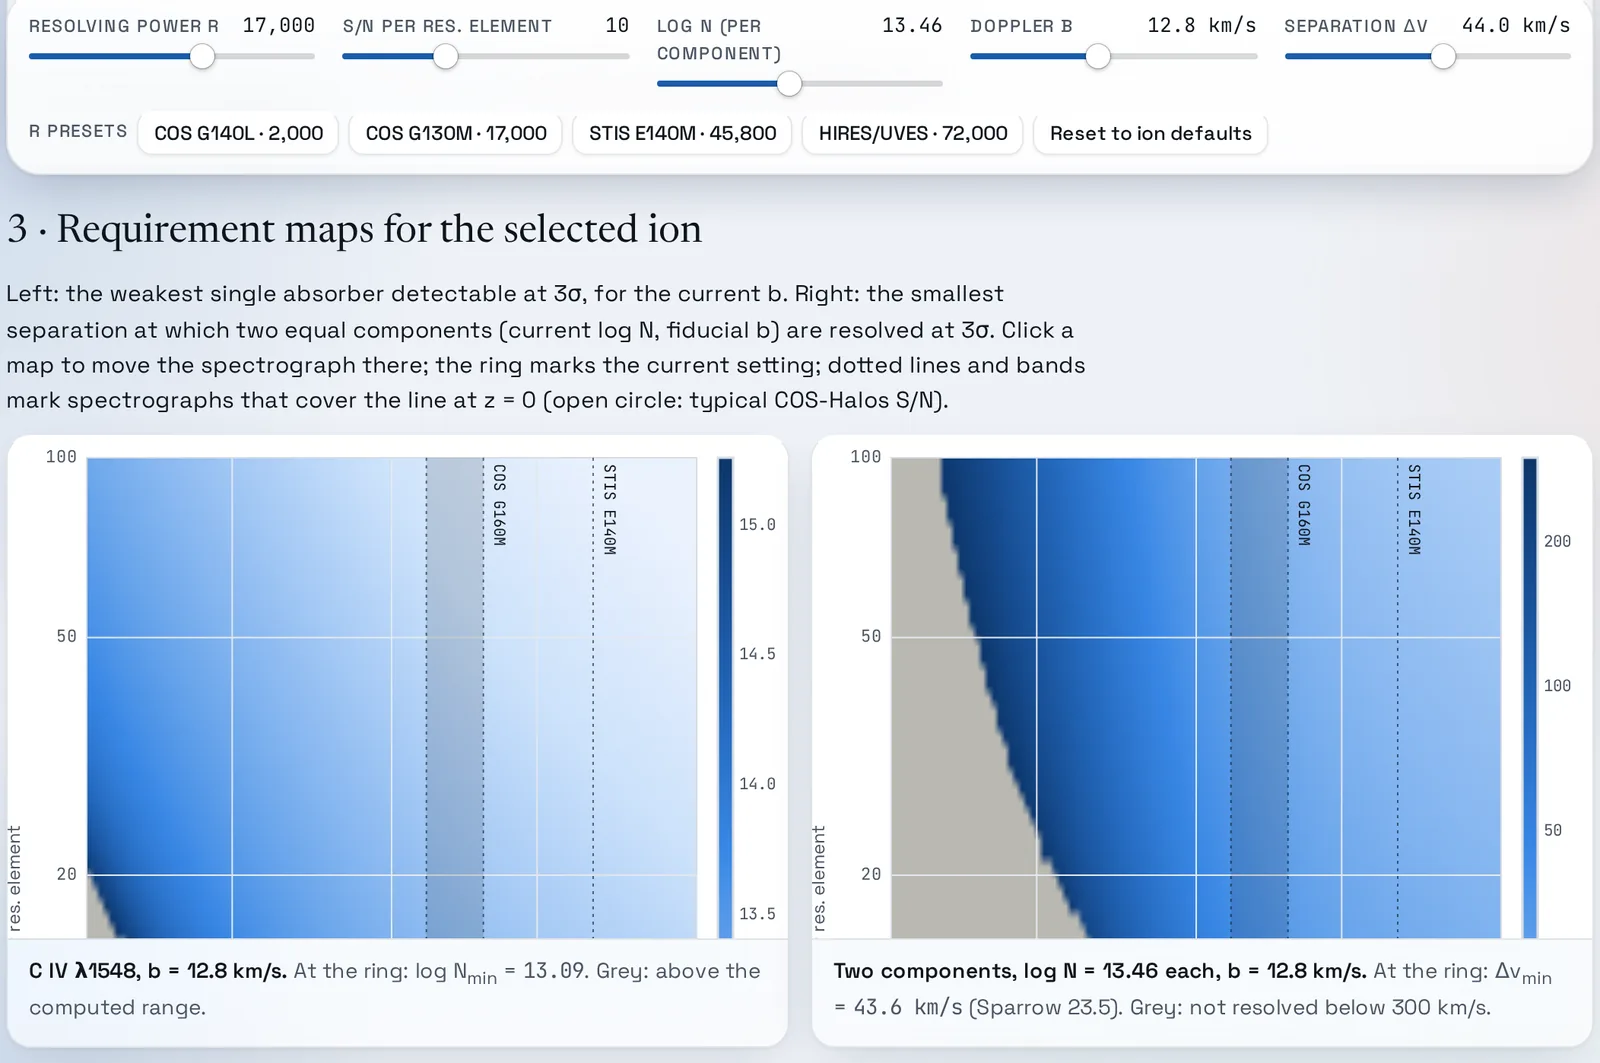 RESOLVING POWER R 17,000
S/N PER RES. ELEMENT 10
LOG N (PER
COMPONENT) 13.46
DOPPLER B 12.8 km/s
SEPARATION ΔV 44.0 km/s
R PRESETS COS G140L · 2,000 COS G130M · 17,000 STIS E140M · 45,800 HIRES/UVES · 72,000 Reset to ion defaults
3 · Requirement maps for the selected ion
Left: the weakest single absorber detectable at 3σ, for the current b. Right: the smallest
separation at which two equal components (current log N, fiducial b) are resolved at 3σ. Click a
map to move the spectrograph there; the ring marks the current setting; dotted lines and bands
mark spectrographs that cover the line at z = 0 (open circle: typical COS-Halos S/N).
100
50
20
res. element
COS G160M
STIS E140M
15.0
14.5
14.0
13.5
C IV λ1548, b = 12.8 km/s. At the ring: log Nmin = 13.09. Grey: above the
computed range.
100
50
20
res. element
COS G160M
STIS E140M
200
100
50
Two components, log N = 13.46 each, b = 12.8 km/s. At the ring: Δvmin
= 43.6 km/s (Sparrow 23.5). Grey: not resolved below 300 km/s.